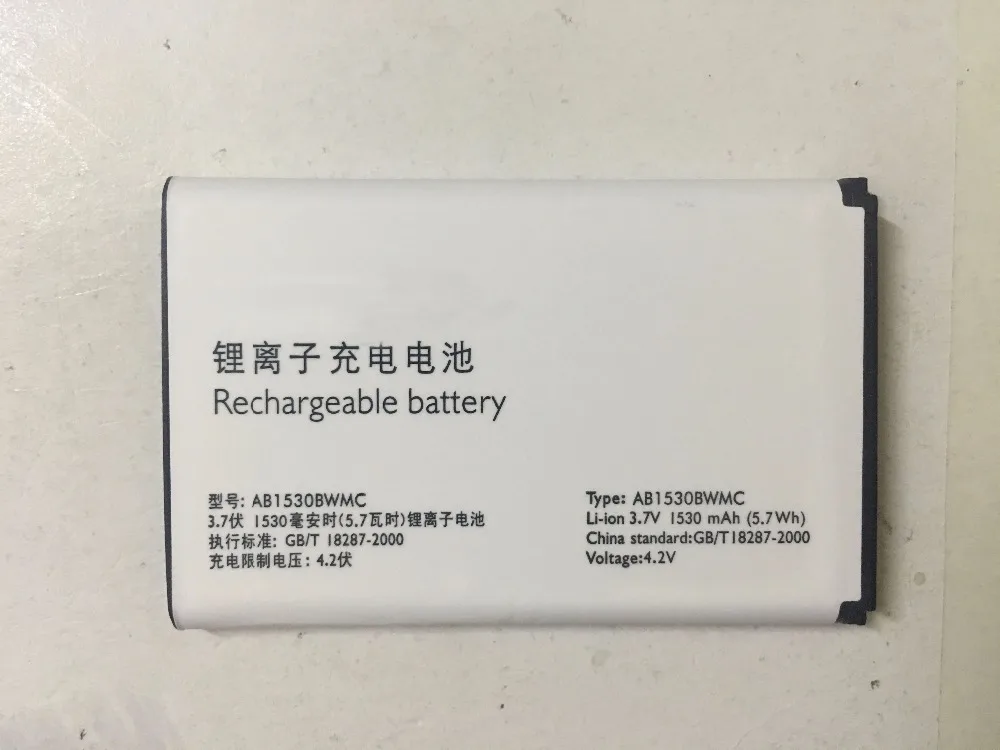 锂离子充电电池
Rechargeable battery
型号: AB1530BWMC
3.7伏 1530毫安时(5.7瓦时)锂离子电池
执行标准: GB/T 18287-2000
充电限制电压: 4.2伏
Type: AB1530BWMC
Li-ion 3.7V 1530 mAh (5.7Wh)
China standard:GB/T18287-2000
Voltage:4.2V